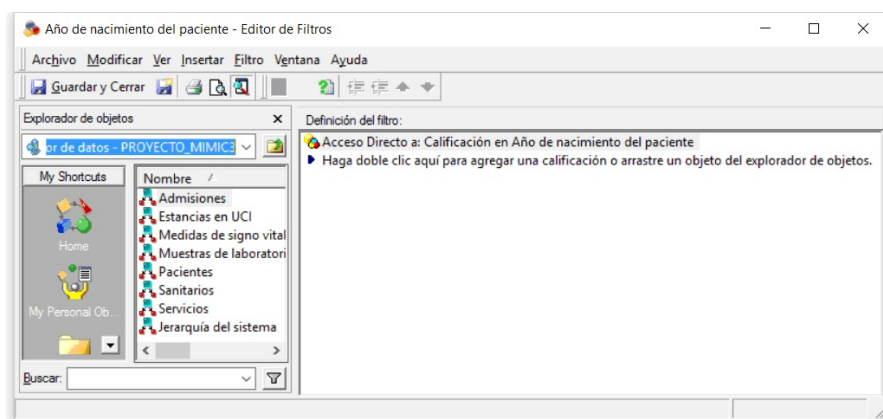 Año de nacimiento del paciente - Editor de Filtros
Archivo Modificar Ver Insertar Filtro Ventana Ayuda
Guardar y Cerrar
Explorador de objetos
or de datos - PROYECTO_MIMIC3
My Shortcuts
Home
My Personal Ob...
Nombre
Admisiones
Estancias en UCI
Medidas de signo vital
Muestras de laboratori
Pacientes
Sanitarios
Servicios
Jerarquía del sistema
Buscar:
Definición del filtro:
Acceso Directo a: Calificación en Año de nacimiento del paciente
Haga doble clic aquí para agregar una calificación o arrastre un objeto del explorador de objetos.